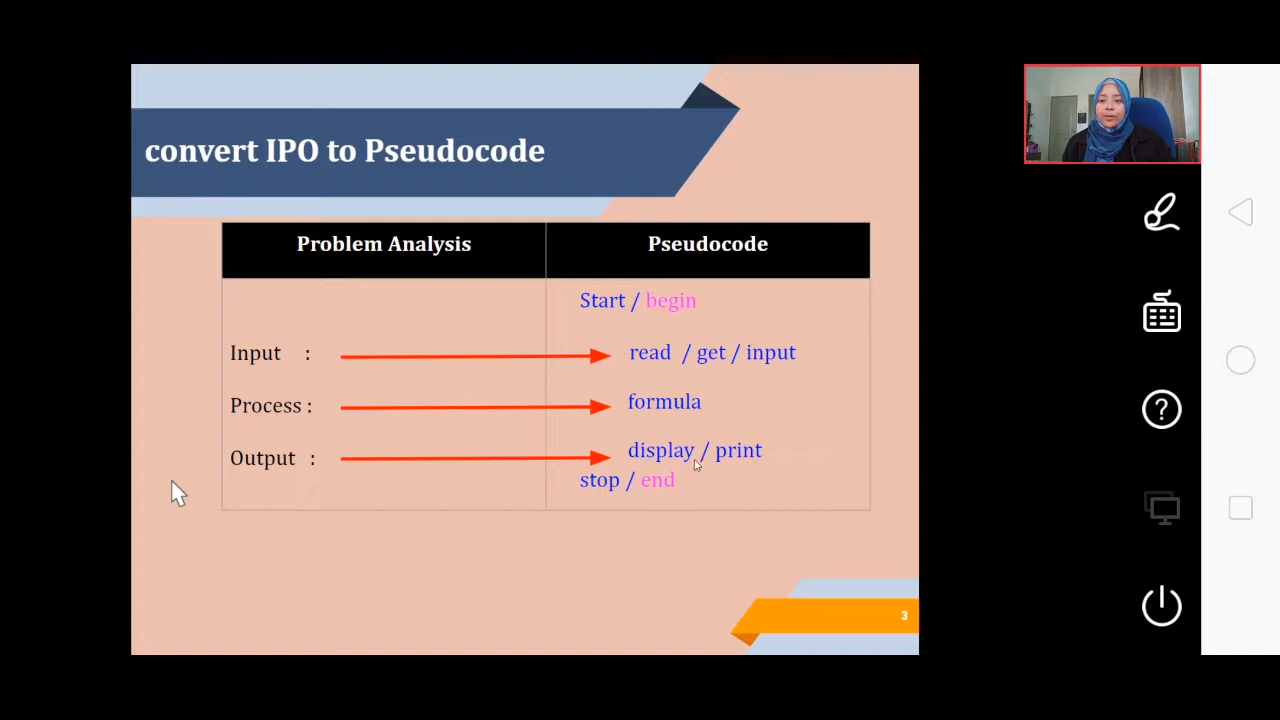 convert IPO to Pseudocode
Problem Analysis
Pseudocode
Start / begin
Input :
read / get / input
Process :
formula
Output :
display / print
stop / end
3